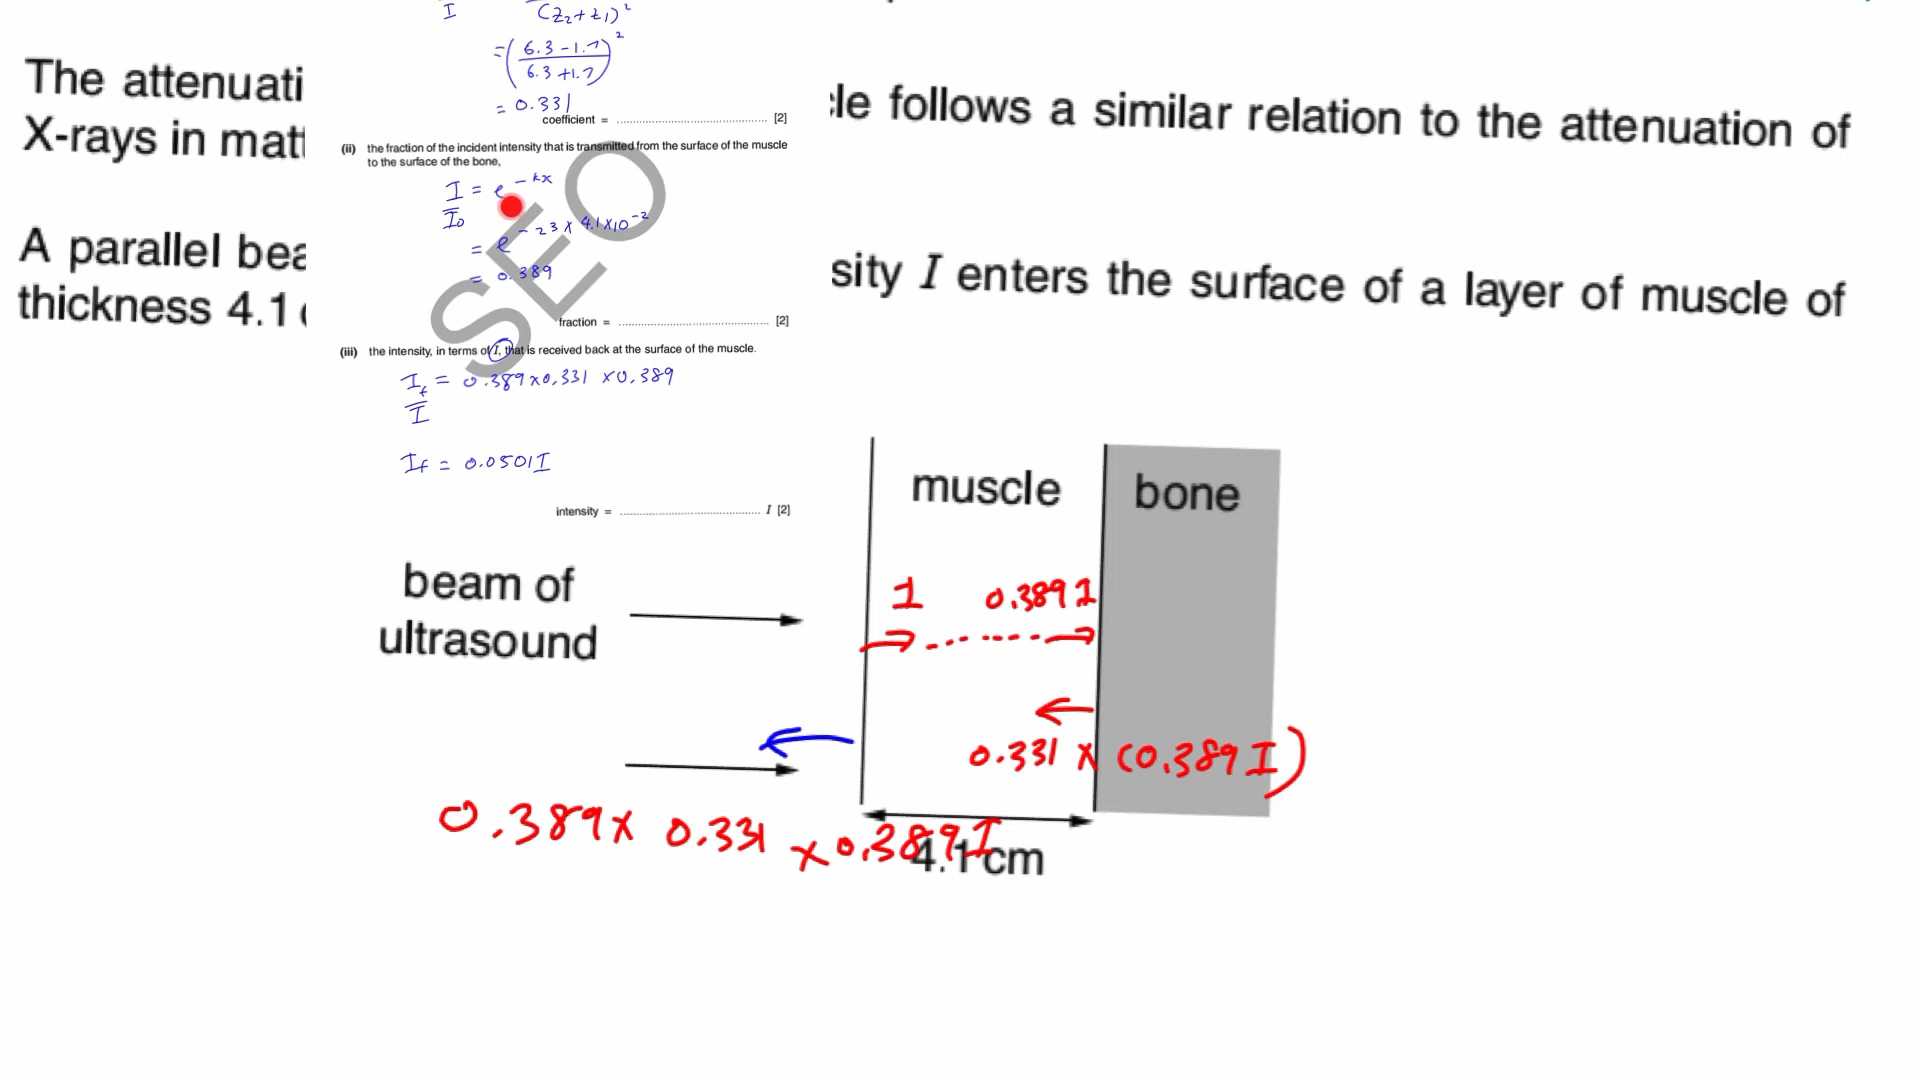 The attenuati
X-rays in mat
cle follows a similar relation to the attenuation of
A parallel bea
thickness 4.1
sity I enters the surface of a layer of muscle of
I
(Z₂+Z₁)²
=(6.3-1.7/6.3+1.7)²
= 0.331
coefficient = ................ [2]
(ii) the fraction of the incident intensity that is transmitted from the surface of the muscle
to the surface of the bone,
I/I₀ = e^-kx
= e^-23×4.1×10^-2
= 0.389
fraction = ................ [2]
(iii) the intensity, in terms of I, that is received back at the surface of the muscle.
If/I = 0.389×0.331×0.389
If = 0.0501I
intensity = ................ I [2]
SEO
muscle
bone
beam of
ultrasound
I 0.389I
0.331×(0.389I)
0.389× 0.331 ×0.389I
4.1 cm